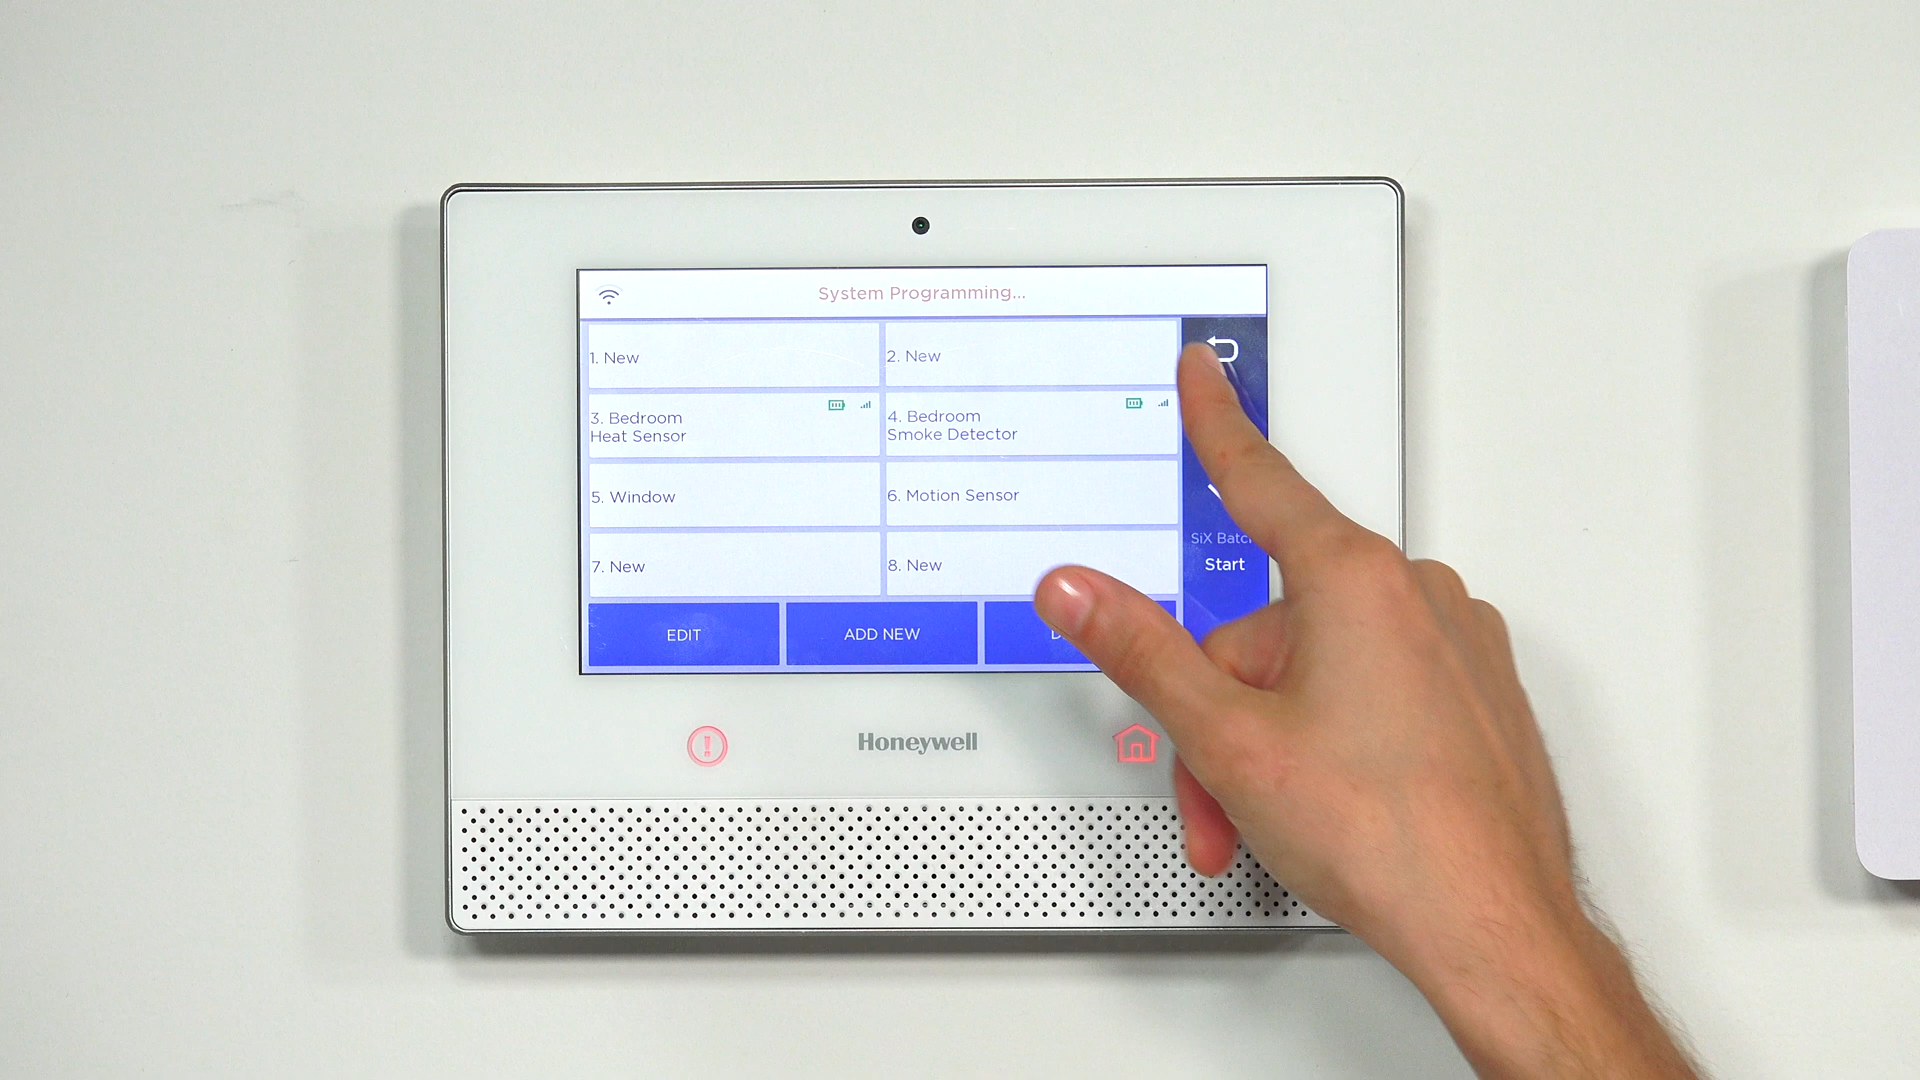 System Programming...
1. New
2. New
3. Bedroom
Heat Sensor
4. Bedroom
Smoke Detector
5. Window
6. Motion Sensor
7. New
8. New
SiX
Start
EDIT
ADD NEW
Honeywell